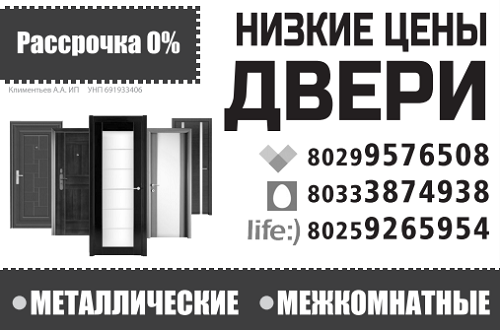 Рассрочка 0%
Климентьев А.А. ИП УНП 691933406
НИЗКИЕ ЦЕНЫ
ДВЕРИ
80299576508
80333874938
life:) 80259265954
•МЕТАЛЛИЧЕСКИЕ •МЕЖКОМНАТНЫЕ